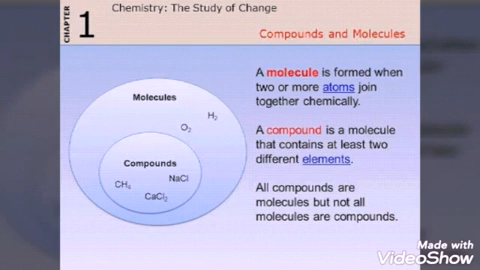 CHAPTER
1
Chemistry: The Study of Change
Compounds and Molecules
Molecules
H₂
O₂
Compounds
NaCl
CH₄
CaCl₂
A molecule is formed when
two or more atoms join
together chemically.
A compound is a molecule
that contains at least two
different elements.
All compounds are
molecules but not all
molecules are compounds.
Made with
VideoShow